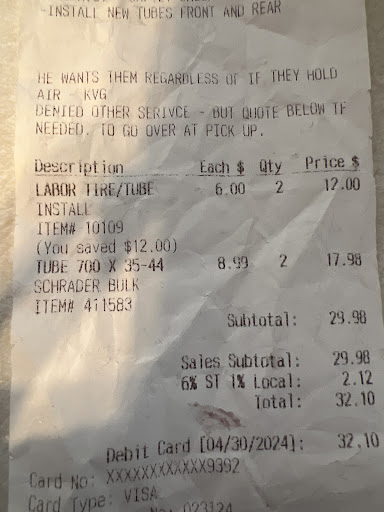 -INSTALL NEW TUBES FRONT AND REAR
HE WANTS THEM REGARDLESS OF IF THEY HOLD
AIR - KVG
DENIED OTHER SERIVCE - BUT QUOTE BELOW IF
NEEDED. TO GO OVER AT PICK UP.
Description Each $ Qty Price $
LABOR TIRE/TUBE 6.00 2 12.00
INSTALL
ITEM# 10109
(You saved $12.00)
TUBE 700 X 35-44 8.99 2 17.98
SCHRADER BULK
ITEM# 411583
Subtotal: 29.98
Sales Subtotal: 29.98
6% ST 1% Local: 2.12
Total: 32.10
Debit Card [04/30/2024]: 32.10
Card No: XXXXXXXXXXXX9392
Card Type: VISA
No: 023124